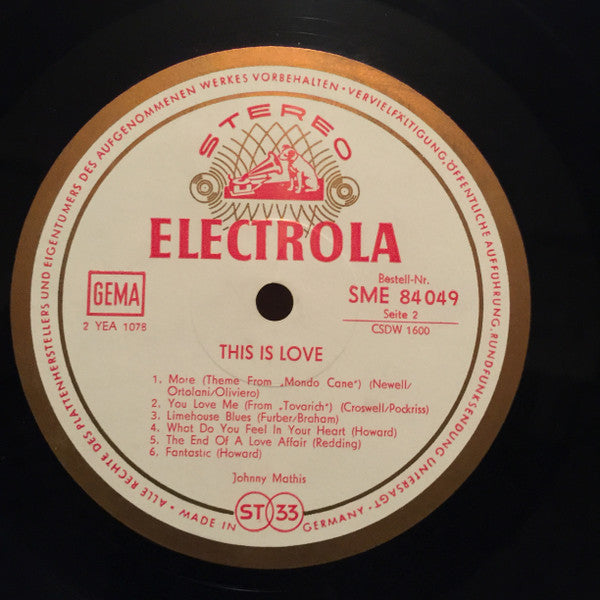 ALLE RECHTE DES PLATTENHERSTELLERS UND EIGENTÜMERS DES AUFGENOMMENEN WERKES VORBEHALTEN · VERVIELFÄLTIGUNG, ÖFFENTLICHE AUFFÜHRUNG, RUNDFUNKSENDUNG UNTERSAGT ·
STEREO
ELECTROLA
GEMA
2 YEA 1078
Bestell-Nr.
SME 84 049
Seite 2
CSDW 1600
THIS IS LOVE
1. More (Theme From „Mondo Cane") (Newell/
Ortolani/Oliviero)
2. You Love Me (From „Tovarich") (Croswell/Pockriss)
3. Limehouse Blues (Furber/Braham)
4. What Do You Feel In Your Heart (Howard)
5. The End Of A Love Affair (Redding)
6. Fantastic (Howard)
Johnny Mathis
MADE IN GERMANY
ST 33